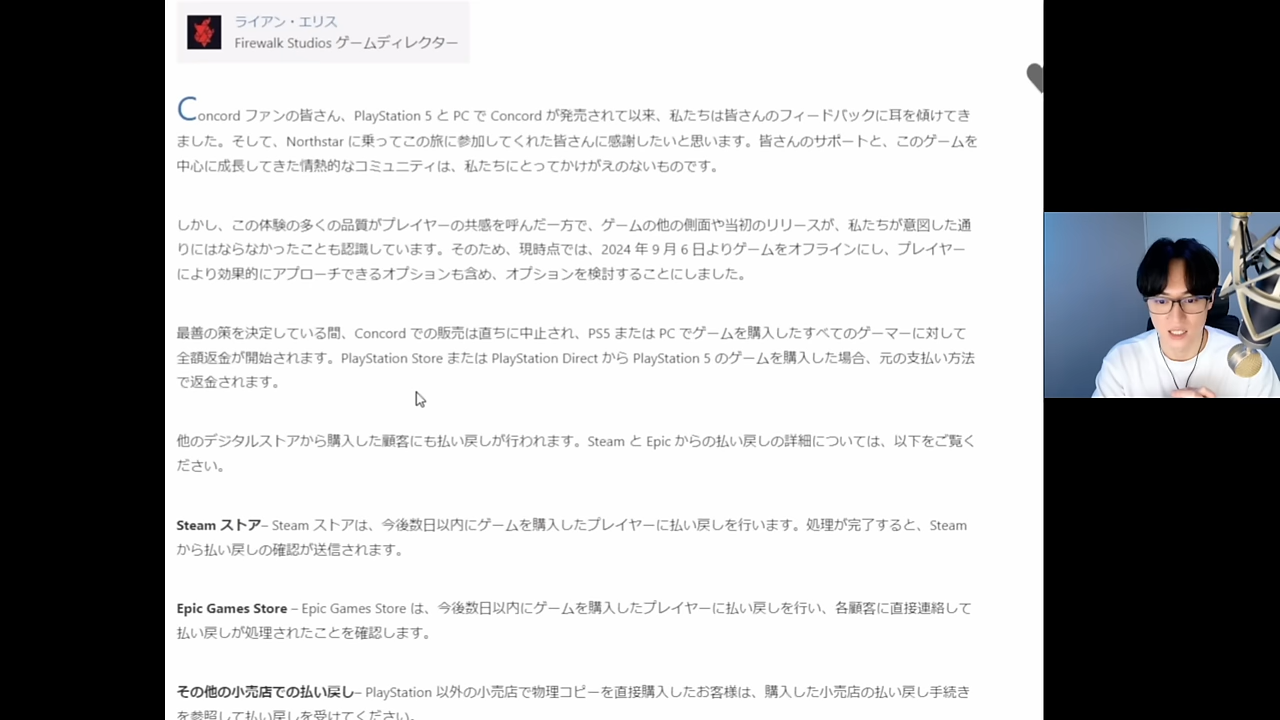 ライアン・エリス
Firewalk Studios ゲームディレクター
Concord ファンの皆さん、PlayStation 5 と PC で Concord が発売されて以来、私たちは皆さんのフィードバックに耳を傾けてき
ました。そして、Northstar に乗ってこの旅に参加してくれた皆さんに感謝したいと思います。皆さんのサポートと、このゲームを
中心に成長してきた情熱的なコミュニティは、私たちにとってかけがえのないものです。
しかし、この体験の多くの品質がプレイヤーの共感を呼んだ一方で、ゲームの他の側面や当初のリリースが、私たちが意図した通
りにはならなかったことも認識しています。そのため、現時点では、2024 年 9 月 6 日よりゲームをオフラインにし、プレイヤー
により効果的にアプローチできるオプションも含め、オプションを検討することにしました。
最善の策を決定している間、Concord での販売は直ちに中止され、PS5 または PC でゲームを購入したすべてのゲーマーに対して
全額返金が開始されます。PlayStation Store または PlayStation Direct から PlayStation 5 のゲームを購入した場合、元の支払い方法
で返金されます。
他のデジタルストアから購入した顧客にも払い戻しが行われます。Steam と Epic からの払い戻しの詳細については、以下をご覧く
ださい。
Steam ストア– Steam ストアは、今後数日以内にゲームを購入したプレイヤーに払い戻しを行います。処理が完了すると、Steam
から払い戻しの確認が送信されます。
Epic Games Store – Epic Games Store は、今後数日以内にゲームを購入したプレイヤーに払い戻しを行い、各顧客に直接連絡して
払い戻しが処理されたことを確認します。
その他の小売店での払い戻し– PlayStation 以外の小売店で物理コピーを直接購入したお客様は、購入した小売店の払い戻し手続き
を参照して払い戻しを受けてください。